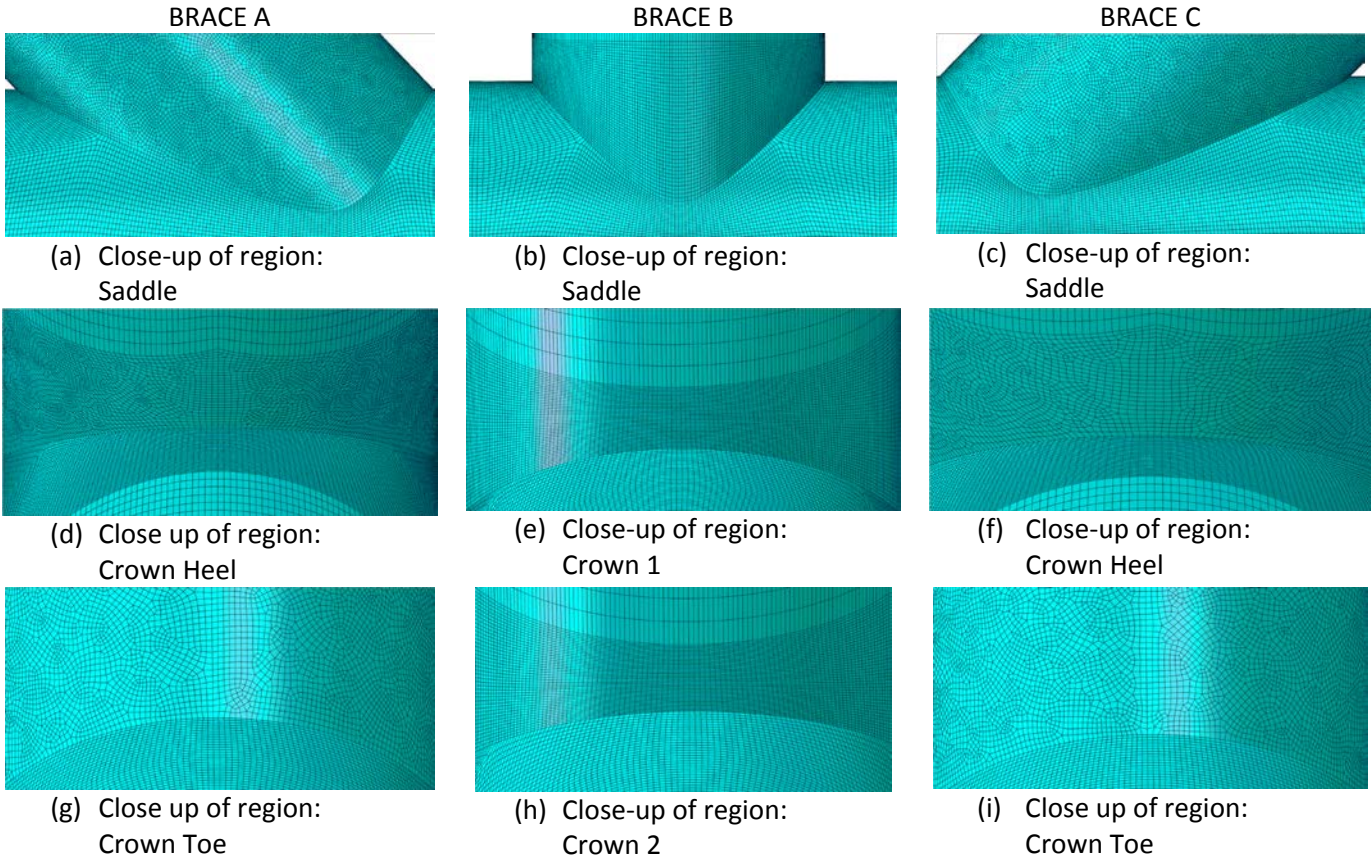 BRACE A
BRACE B
BRACE C
(a) Close-up of region:
Saddle
(b) Close-up of region:
Saddle
(c) Close-up of region:
Saddle
(d) Close up of region:
Crown Heel
(e) Close-up of region:
Crown 1
(f) Close-up of region:
Crown Heel
(g) Close up of region:
Crown Toe
(h) Close-up of region:
Crown 2
(i) Close up of region:
Crown Toe